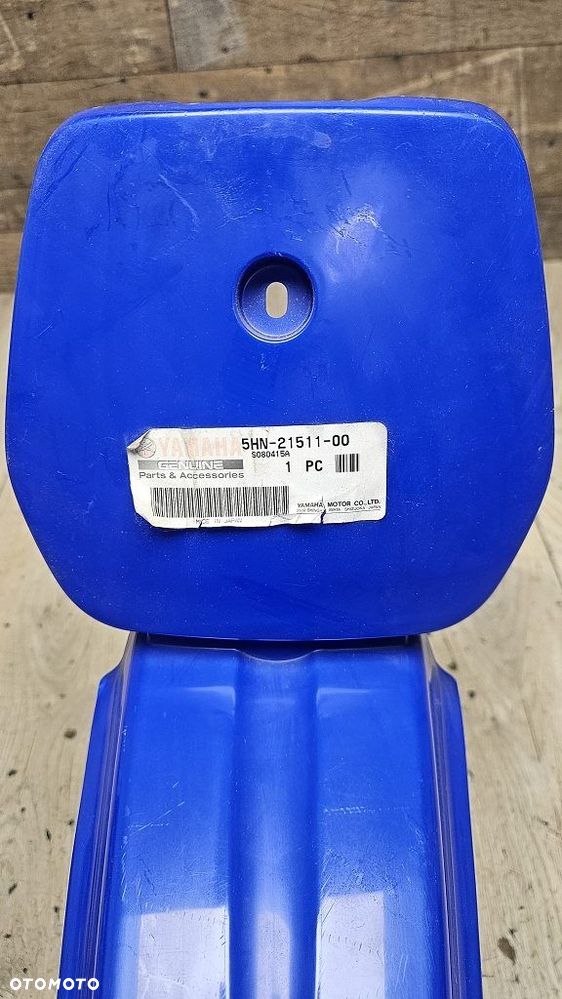 YAMAHA
GENUINE
Parts & Accessories
5HN-21511-00
S080415A
1 PC
YAMAHA MOTOR CO., LTD.
MADE IN JAPAN
OTOMOTO